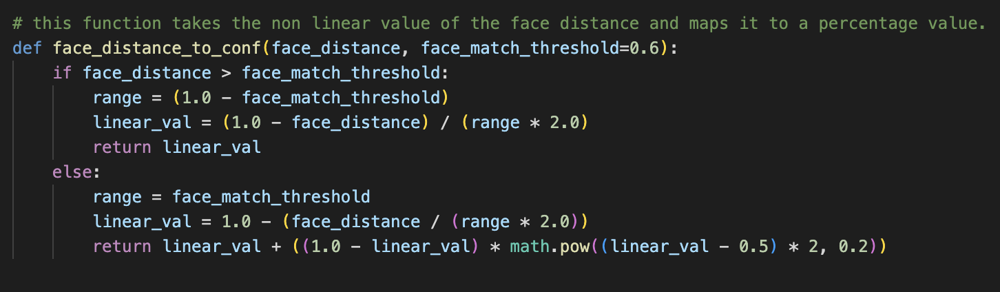 # this function takes the non linear value of the face distance and maps it to a percentage value.
def face_distance_to_conf(face_distance, face_match_threshold=0.6):
    if face_distance > face_match_threshold:
        range = (1.0 - face_match_threshold)
        linear_val = (1.0 - face_distance) / (range * 2.0)
        return linear_val
    else:
        range = face_match_threshold
        linear_val = 1.0 - (face_distance / (range * 2.0))
        return linear_val + ((1.0 - linear_val) * math.pow((linear_val - 0.5) * 2, 0.2))